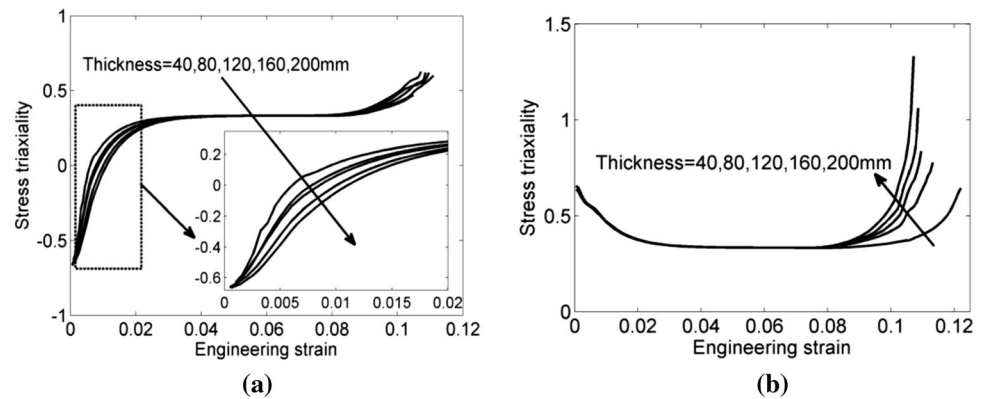 1
0.5
0
-0.5
-1
Stress triaxiality
Thickness=40,80,120,160,200mm
0.2
0
-0.2
-0.4
-0.6
0 0.005 0.01 0.015 0.02
0 0.02 0.04 0.06 0.08 0.1 0.12
Engineering strain
(a)
1.5
1
0.5
0
Stress triaxiality
Thickness=40,80,120,160,200mm
0 0.02 0.04 0.06 0.08 0.1 0.12
Engineering strain
(b)